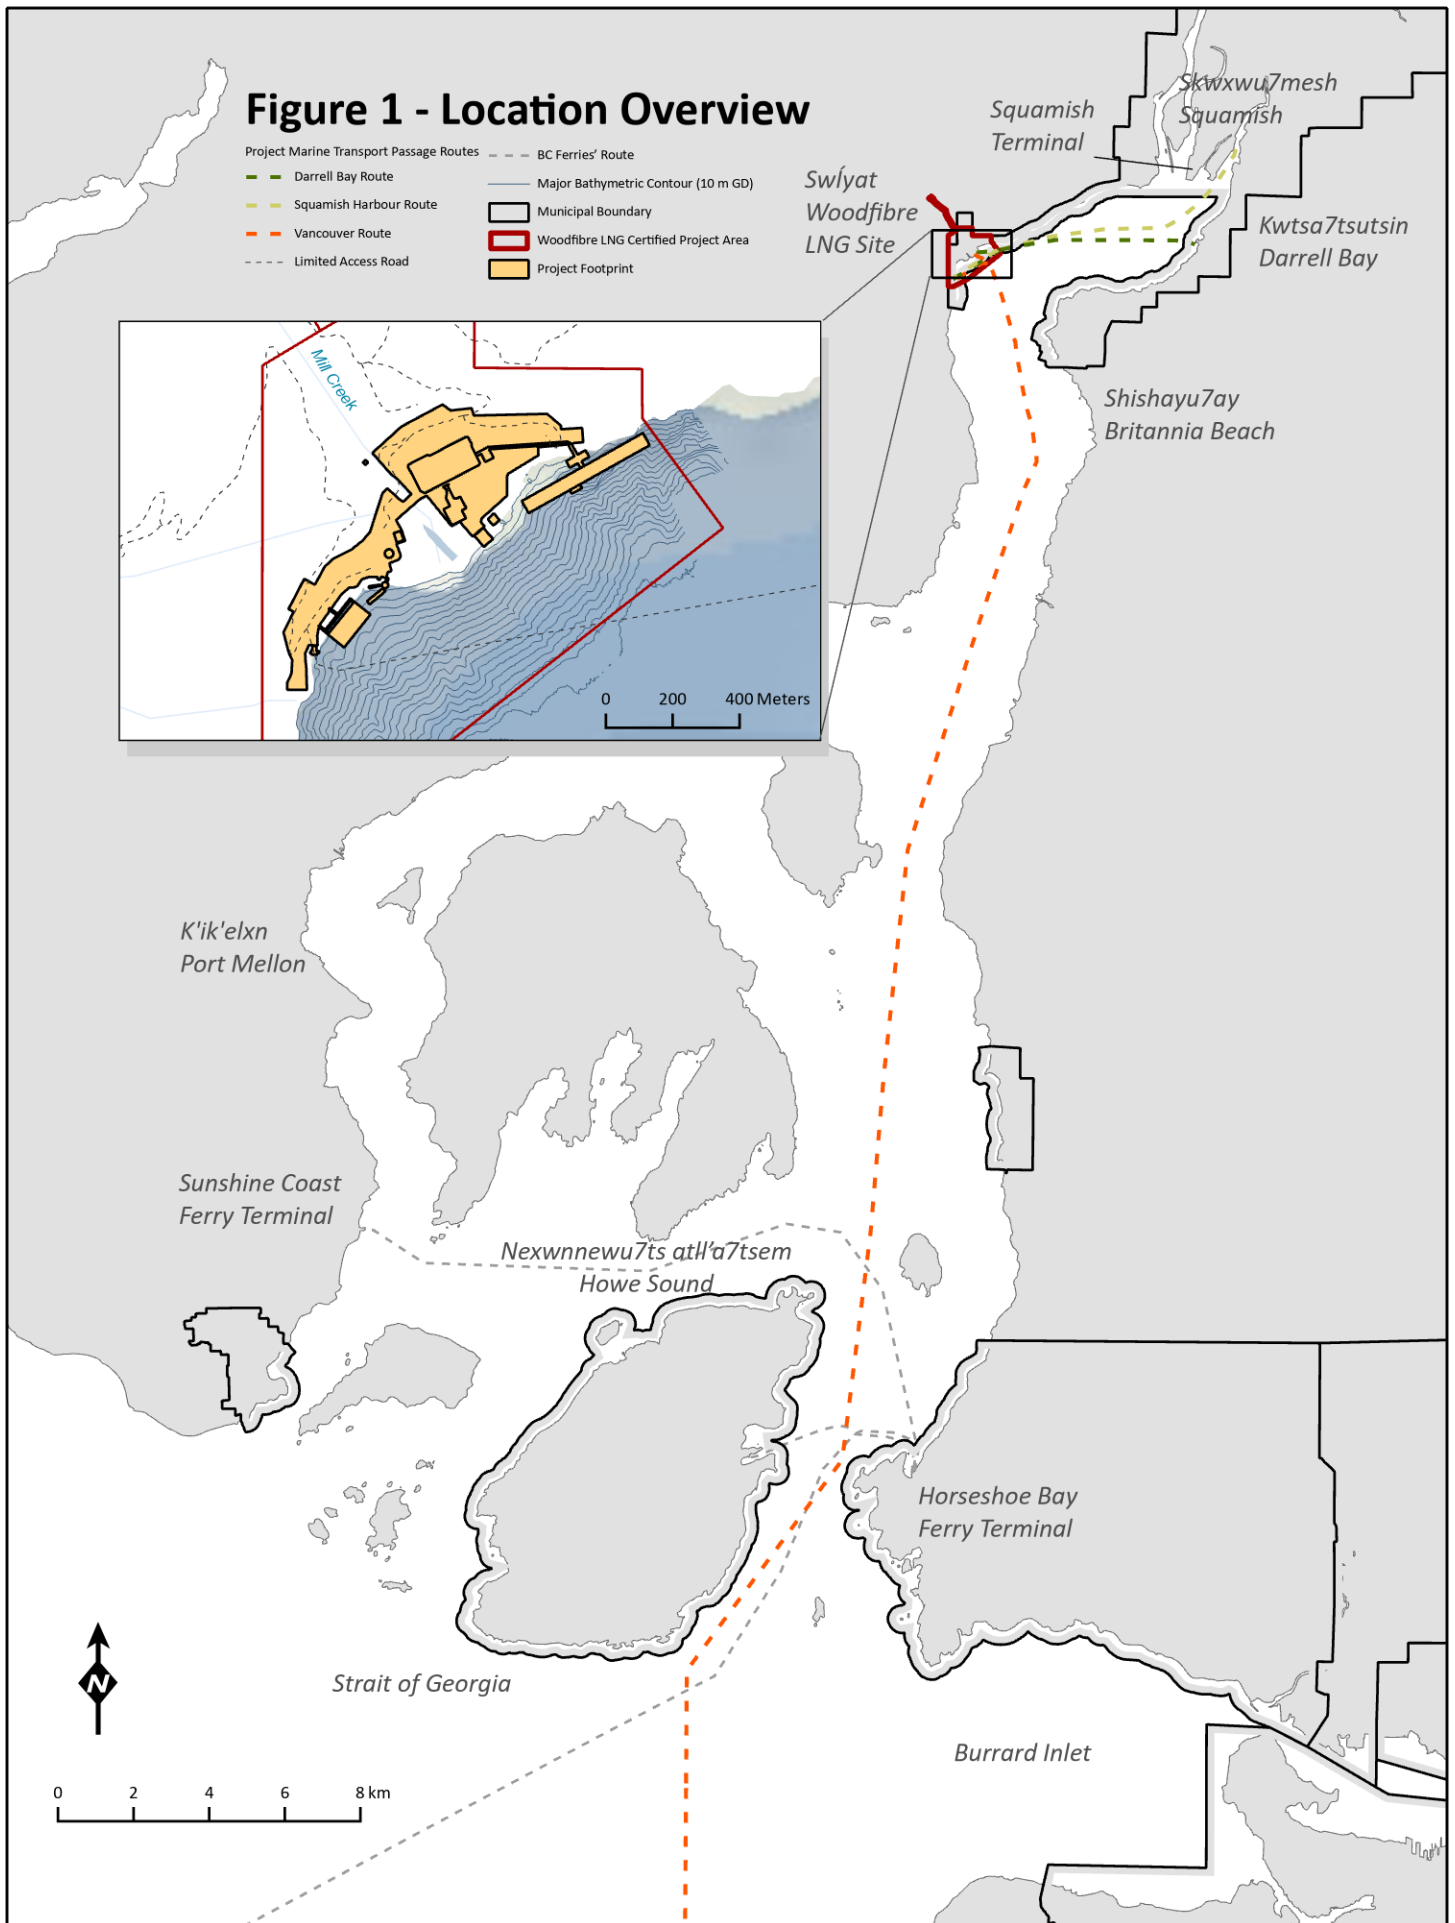 Figure 1 - Location Overview
Project Marine Transport Passage Routes
Darrell Bay Route
Squamish Harbour Route
Vancouver Route
Limited Access Road
BC Ferries' Route
Major Bathymetric Contour (10 m GD)
Municipal Boundary
Woodfibre LNG Certified Project Area
Project Footprint
Skwxwu7mesh
Squamish
Squamish
Terminal
Swíyat
Woodfibre
LNG Site
Kwtsa7tsutsin
Darrell Bay
Mill Creek
0 200 400 Meters
Shishayu7ay
Britannia Beach
K'ik'elxn
Port Mellon
Sunshine Coast
Ferry Terminal
Nexwnnewu7ts atll'a7tsem
Howe Sound
Horseshoe Bay
Ferry Terminal
Strait of Georgia
Burrard Inlet
N
0 2 4 6 8 km